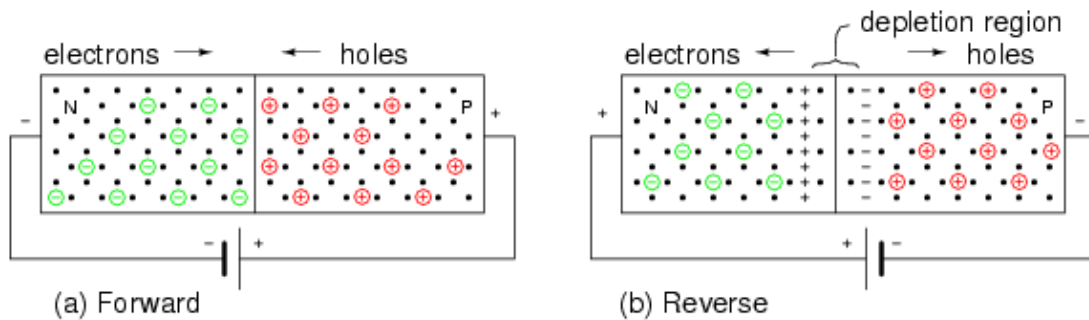 electrons → ← holes
N P
− +
− +
(a) Forward
depletion region
electrons ← → holes
N P
+ −
+ −
(b) Reverse